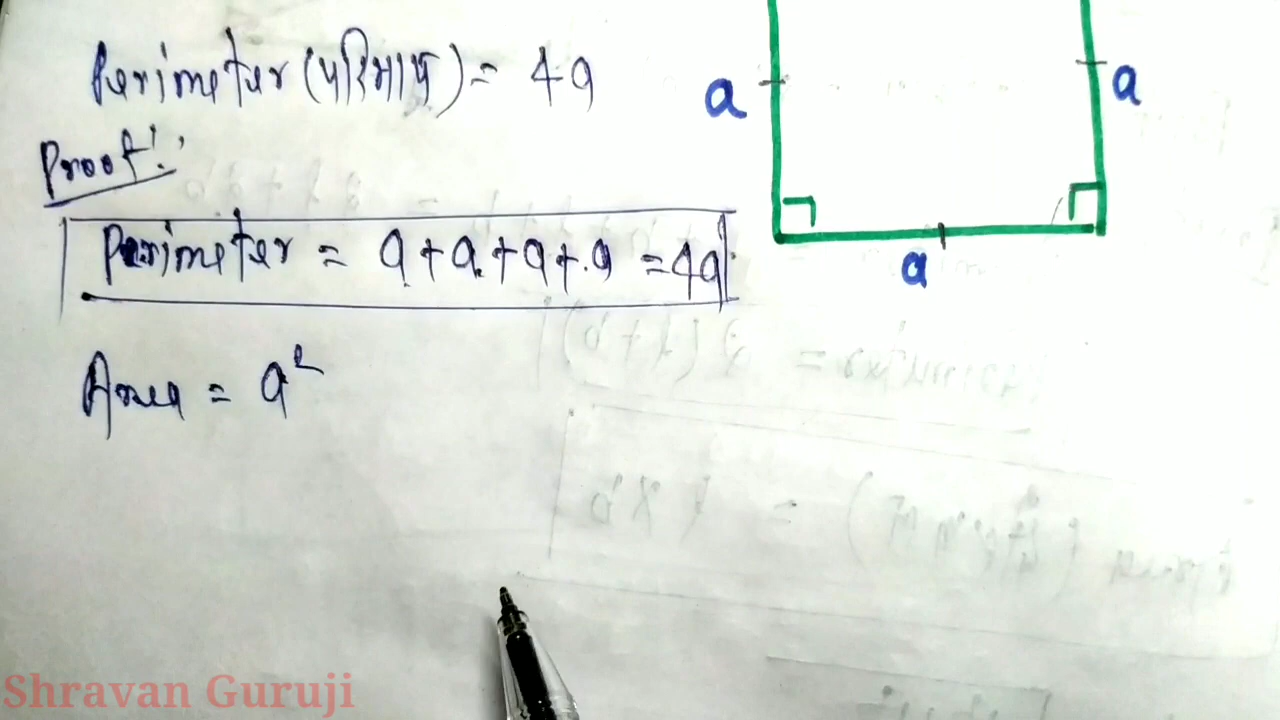 Perimeter (परिमाप) = 4a
a
a
Proof:
Perimeter = a + a + a + a = 4a
a
Area = a²
Shravan Guruji